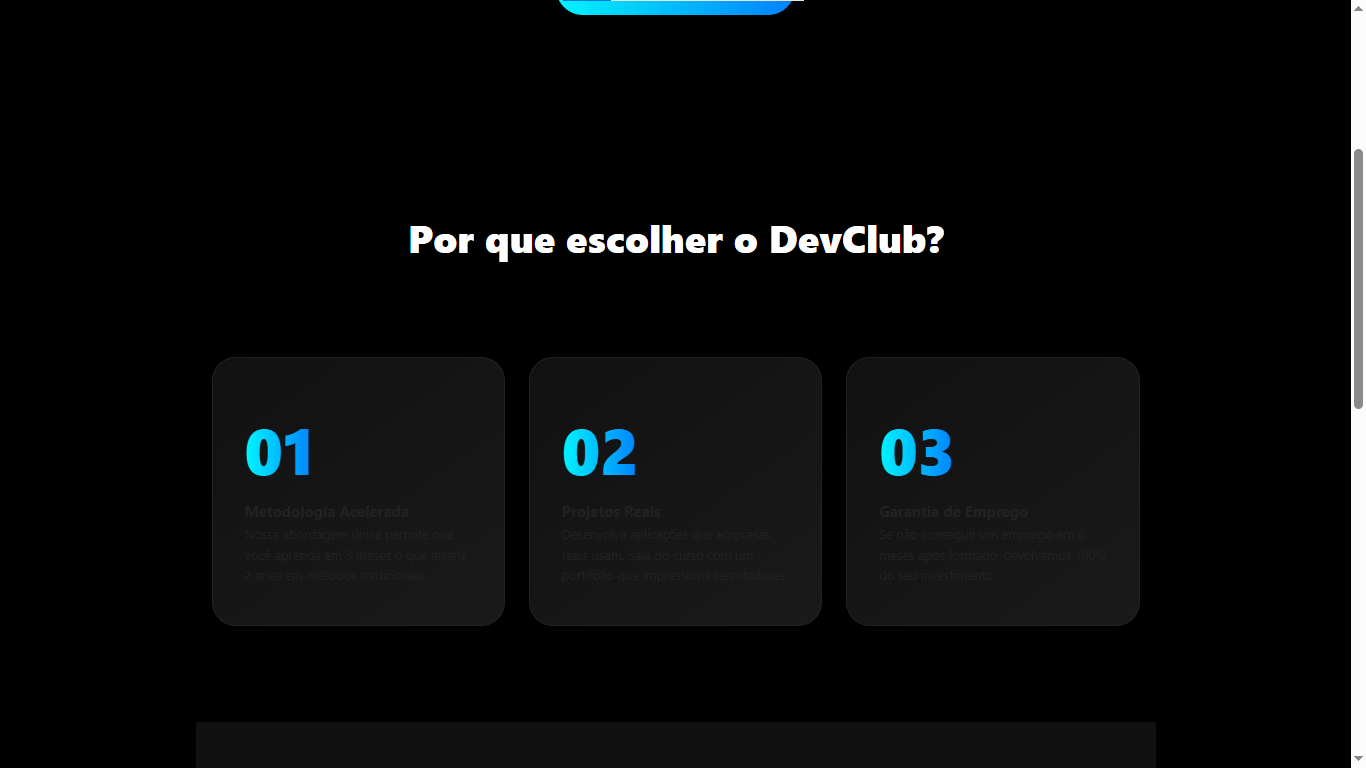 Por que escolher o DevClub?
01
02
03
Metodologia Acelerada
Nossa abordagem única permite que
você aprenda em 3 meses o que levaria
2 anos em métodos tradicionais.
Projetos Reais
Desenvolva aplicações que empresas
reais usam. Saia do curso com um
portfólio que impressiona recrutadores.
Garantia de Emprego
Se não conseguir um emprego em 6
meses após formado, devolvemos 100%
do seu investimento.